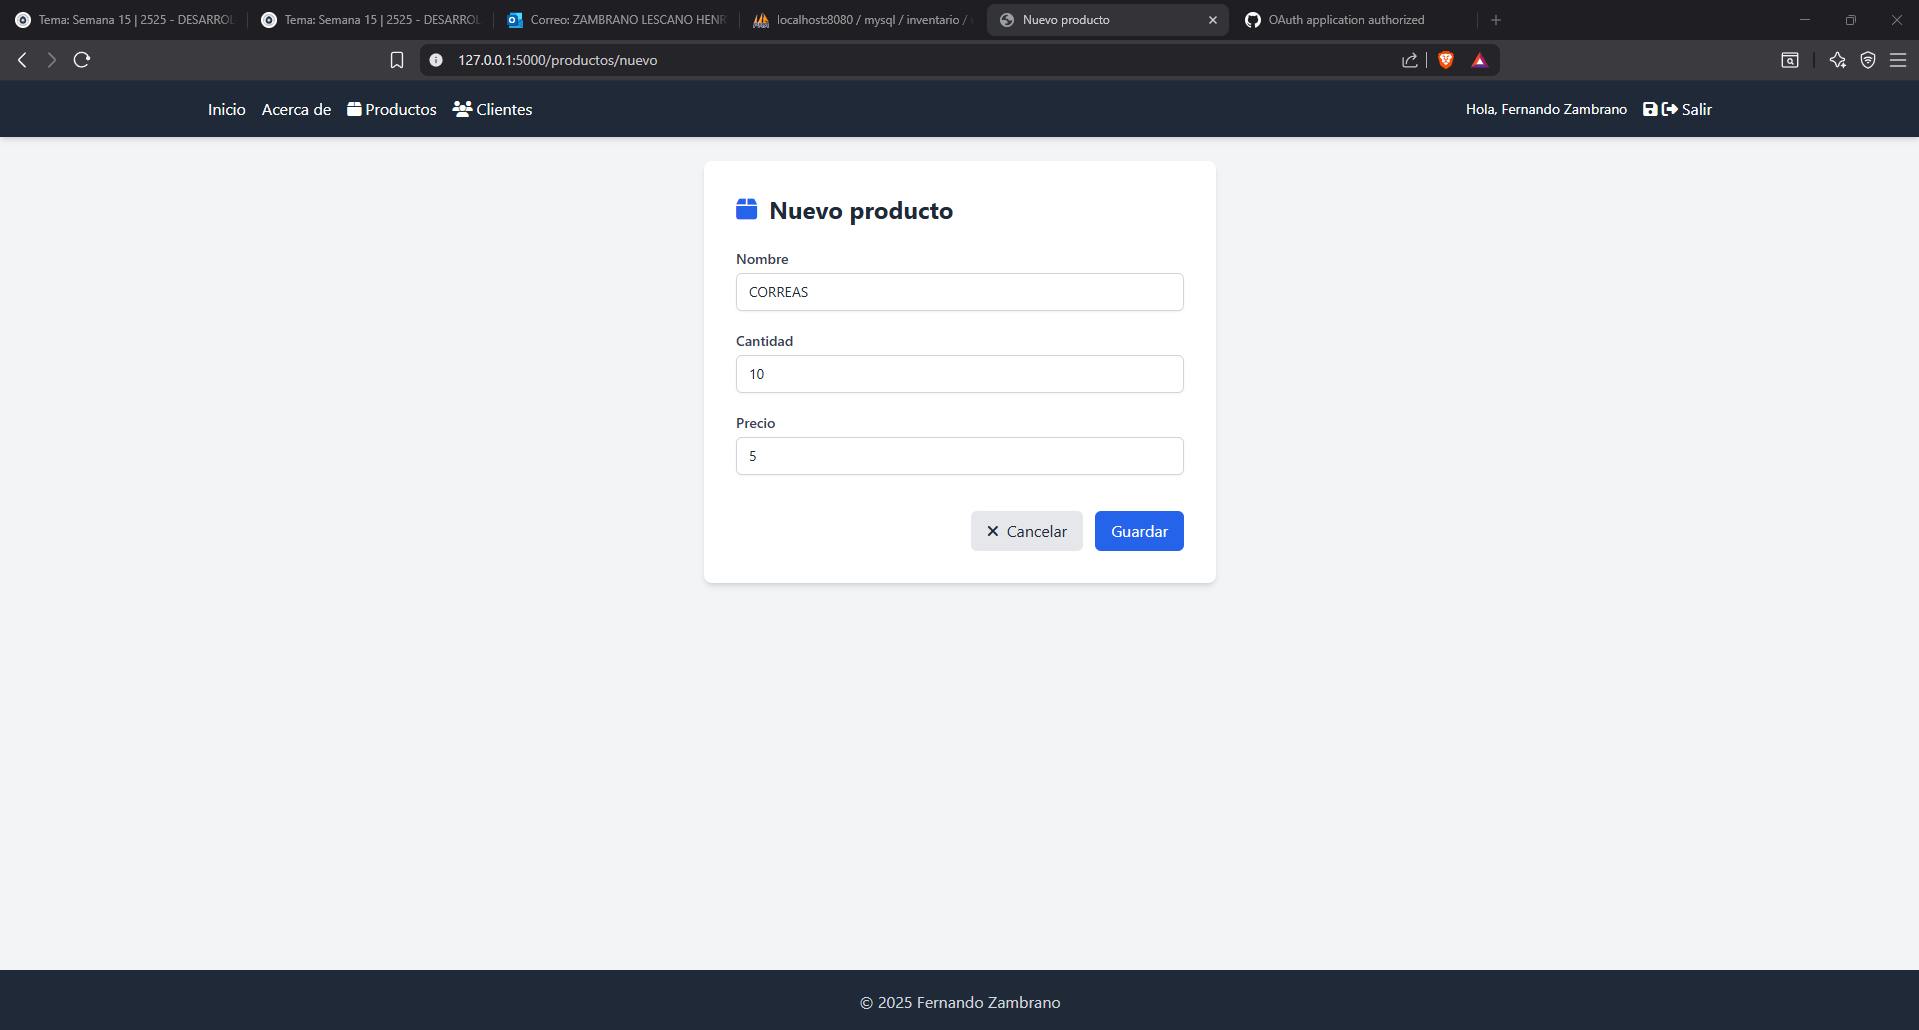 Tema: Semana 15 | 2525 - DESARROL
Tema: Semana 15 | 2525 - DESARROL
Correo: ZAMBRANO LESCANO HENR
localhost:8080 / mysql / inventario /
Nuevo producto
OAuth application authorized
127.0.0.1:5000/productos/nuevo
Inicio Acerca de Productos Clientes
Hola, Fernando Zambrano Salir
Nuevo producto
Nombre
CORREAS
Cantidad
10
Precio
5
Cancelar Guardar
© 2025 Fernando Zambrano